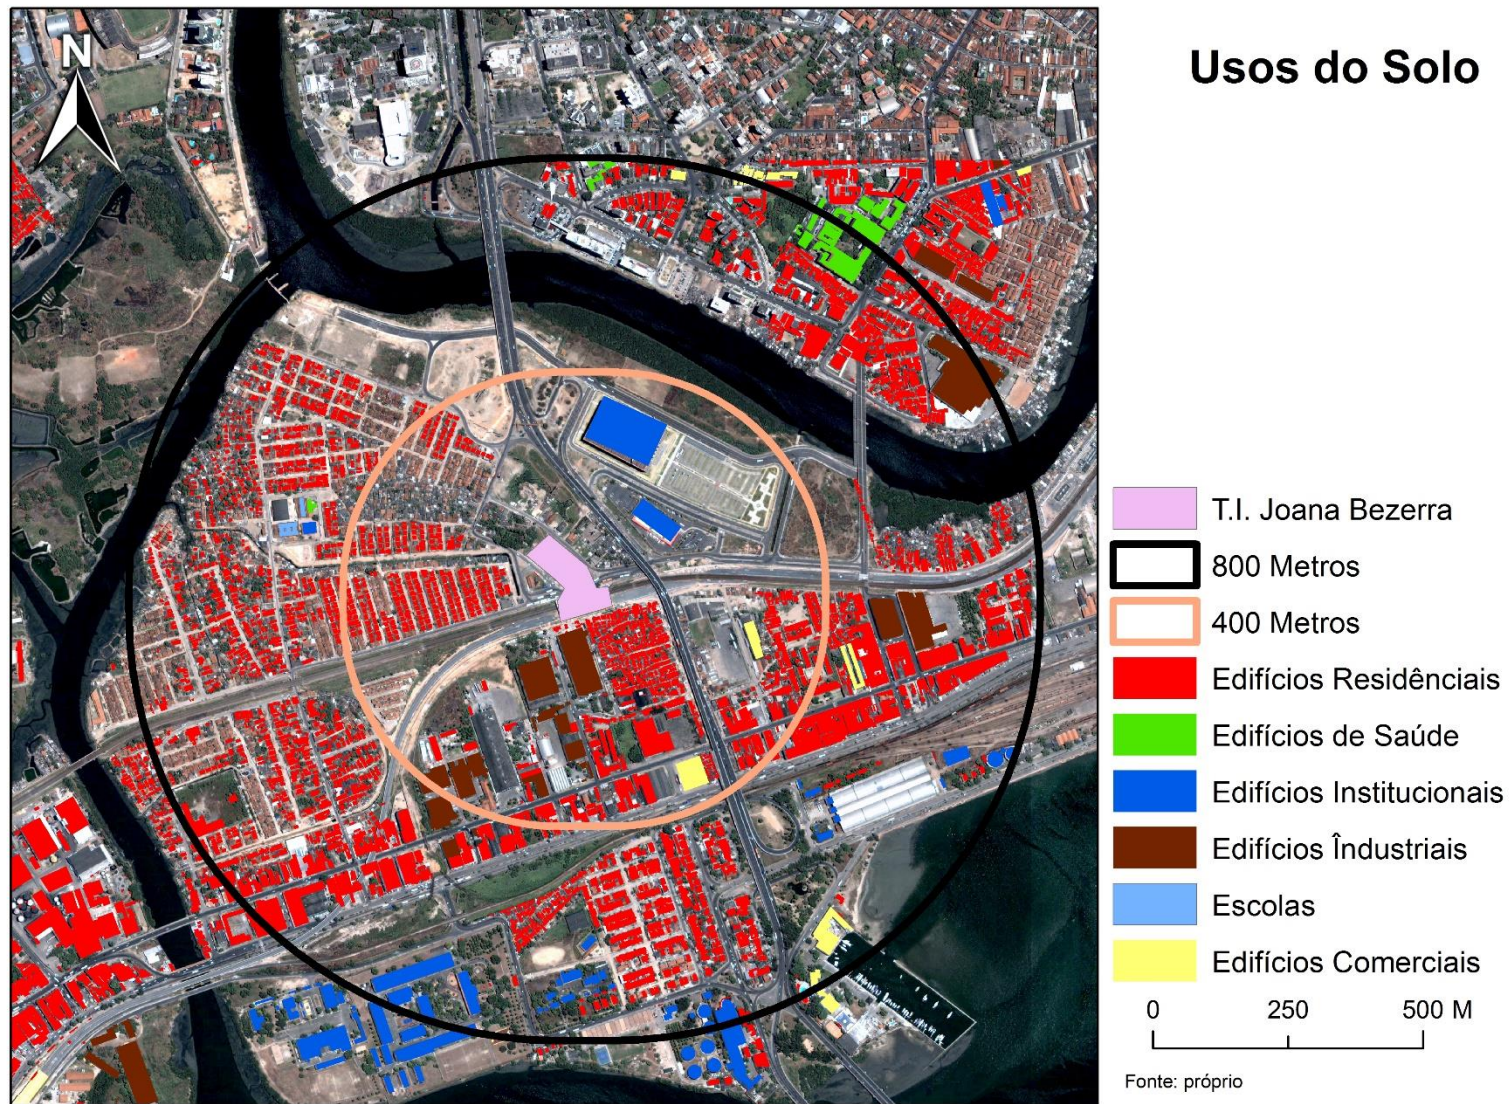 N
Usos do Solo
T.I. Joana Bezerra
800 Metros
400 Metros
Edifícios Residênciais
Edifícios de Saúde
Edifícios Institucionais
Edifícios Îndustriais
Escolas
Edifícios Comerciais
0 250 500 M
Fonte: próprio